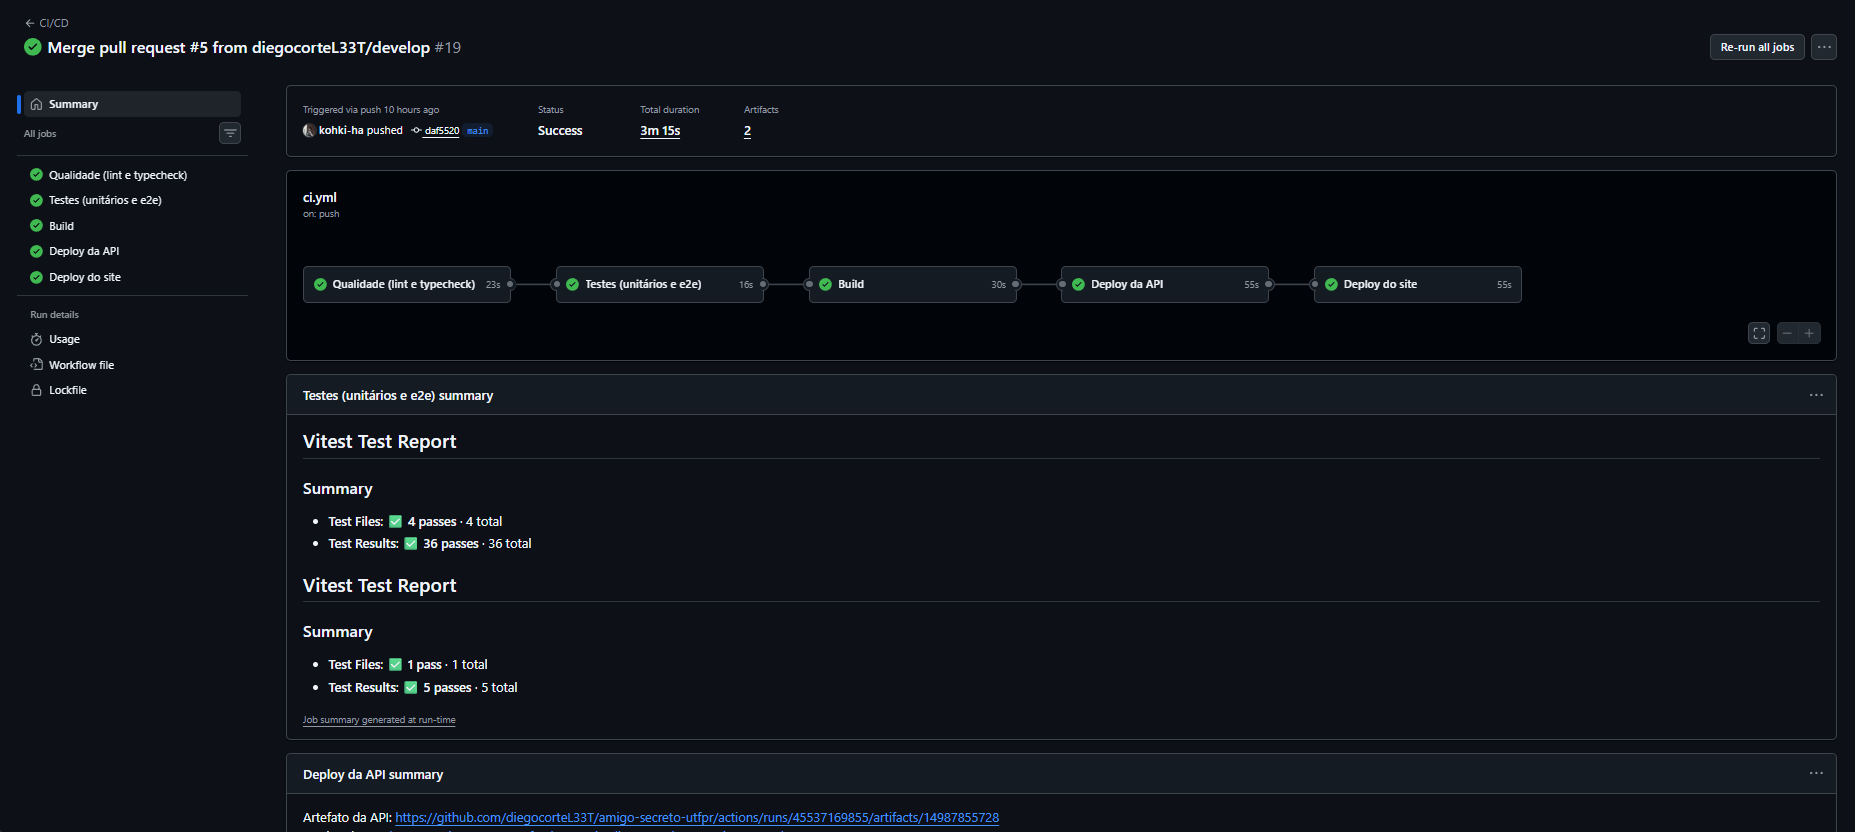 CI/CD
Merge pull request #5 from diegocorteL33T/develop #19
Re-run all jobs
Summary
All jobs
Qualidade (lint e typecheck)
Testes (unitários e e2e)
Build
Deploy da API
Deploy do site
Run details
Usage
Workflow file
Lockfile
Triggered via push 10 hours ago
kohki-ha pushed daf5520 main
Status
Success
Total duration
3m 15s
Artifacts
2
ci.yml
on: push
Qualidade (lint e typecheck) 23s
Testes (unitários e e2e) 16s
Build 30s
Deploy da API 55s
Deploy do site 55s
Testes (unitários e e2e) summary
Vitest Test Report
Summary
Test Files: ✅ 4 passes · 4 total
Test Results: ✅ 36 passes · 36 total
Vitest Test Report
Summary
Test Files: ✅ 1 pass · 1 total
Test Results: ✅ 5 passes · 5 total
Job summary generated at run-time
Deploy da API summary
Artefato da API: https://github.com/diegocorteL33T/amigo-secreto-utfpr/actions/runs/45537169855/artifacts/14987855728